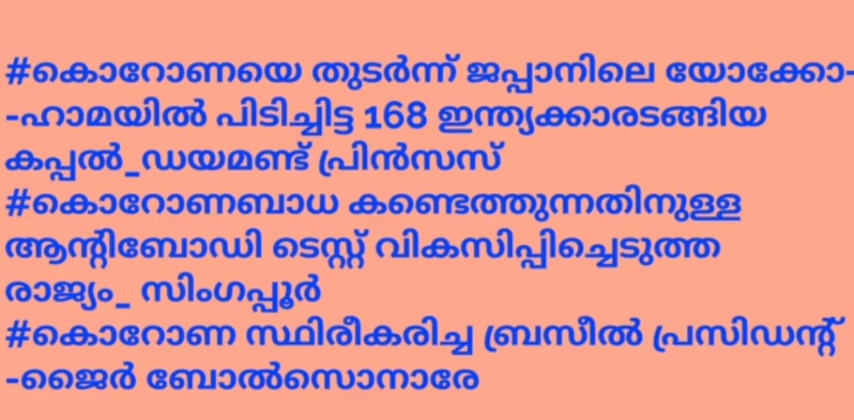 #കൊറോണയെ തുടർന്ന് ജപ്പാനിലെ യോക്കോ-
-ഹാമയിൽ പിടിച്ചിട്ട 168 ഇന്ത്യക്കാരടങ്ങിയ
കപ്പൽ_ഡയമണ്ട് പ്രിൻസസ്
#കൊറോണബാധ കണ്ടെത്തുന്നതിനുള്ള
ആന്റിബോഡി ടെസ്റ്റ് വികസിപ്പിച്ചെടുത്ത
രാജ്യം_ സിംഗപ്പൂർ
#കൊറോണ സ്ഥിരീകരിച്ച ബ്രസീൽ പ്രസിഡന്റ്
-ജൈർ ബോൽസൊനാരേ